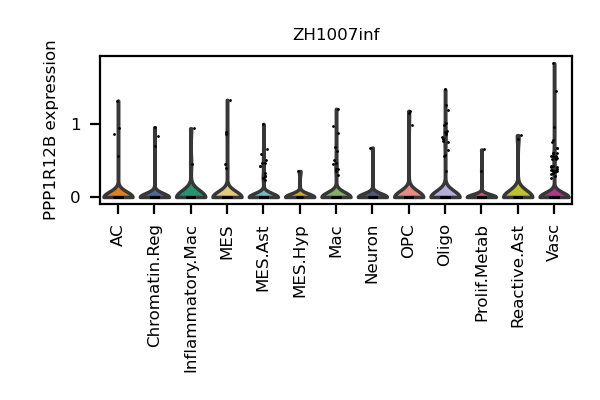 ZH1007inf
PPP1R12B expression
1
0
AC
Chromatin.Reg
Inflammatory.Mac
MES
MES.Ast
MES.Hyp
Mac
Neuron
OPC
Oligo
Prolif.Metab
Reactive.Ast
Vasc